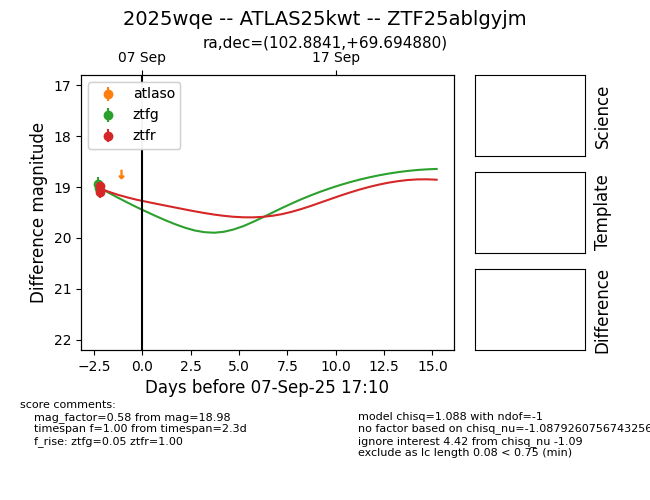 2025wqe -- ATLAS25kwt -- ZTF25ablgyjm
ra,dec=(102.8841,+69.694880)
07 Sep
17 Sep
atlaso
ztfg
ztfr
17
18
19
20
21
22
Difference magnitude
−2.5
0.0
2.5
5.0
7.5
10.0
12.5
15.0
Days before 07-Sep-25 17:10
Science
Template
Difference
score comments:
mag_factor=0.58 from mag=18.98
timespan f=1.00 from timespan=2.3d
f_rise: ztfg=0.05 ztfr=1.00
model chisq=1.088 with ndof=-1
no factor based on chisq_nu=-1.0879260756743256
ignore interest 4.42 from chisq_nu -1.09
exclude as lc length 0.08 < 0.75 (min)